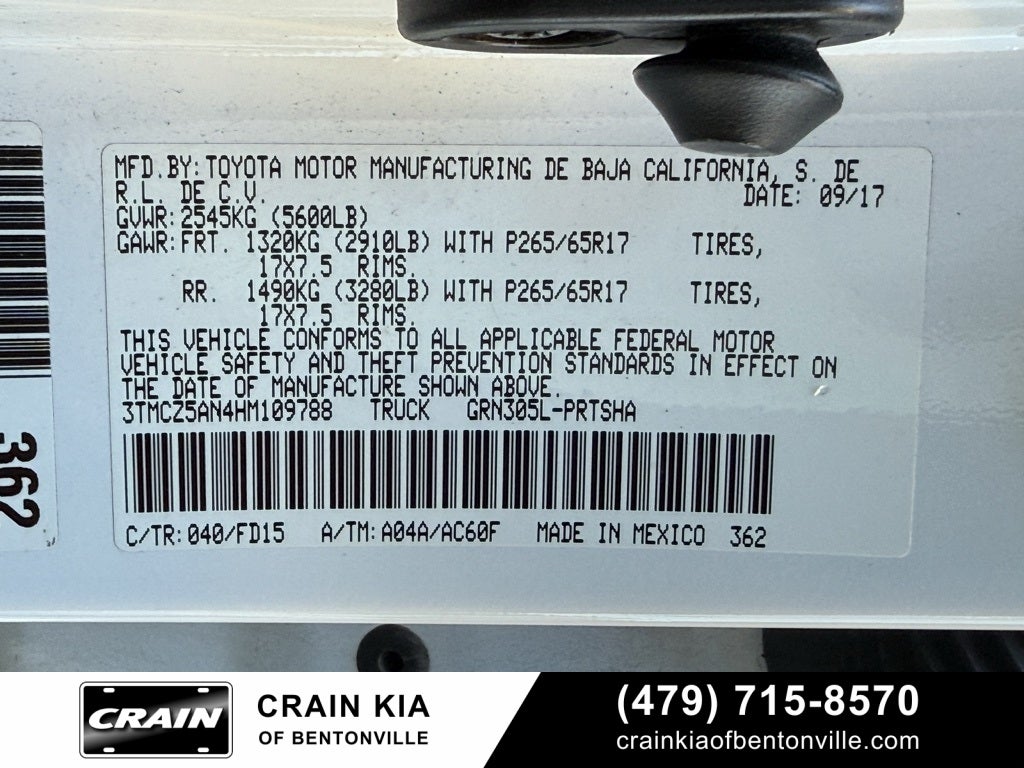 MFD.BY:TOYOTA MOTOR MANUFACTURING DE BAJA CALIFORNIA, S. DE
R.L. DE C.V. DATE: 09/17
GVWR:2545KG (5600LB)
GAWR:FRT. 1320KG (2910LB) WITH P265/65R17 TIRES,
17X7.5 RIMS.
RR. 1490KG (3280LB) WITH P265/65R17 TIRES,
17X7.5 RIMS.
THIS VEHICLE CONFORMS TO ALL APPLICABLE FEDERAL MOTOR
VEHICLE SAFETY AND THEFT PREVENTION STANDARDS IN EFFECT ON
THE DATE OF MANUFACTURE SHOWN ABOVE.
3TMCZ5AN4HM109788 TRUCK GRN305L-PRTSHA
C/TR:040/FD15 A/TM:A04A/AC60F MADE IN MEXICO 362
362
CRAIN
CRAIN KIA
OF BENTONVILLE
(479) 715-8570
crainkiaofbentonville.com